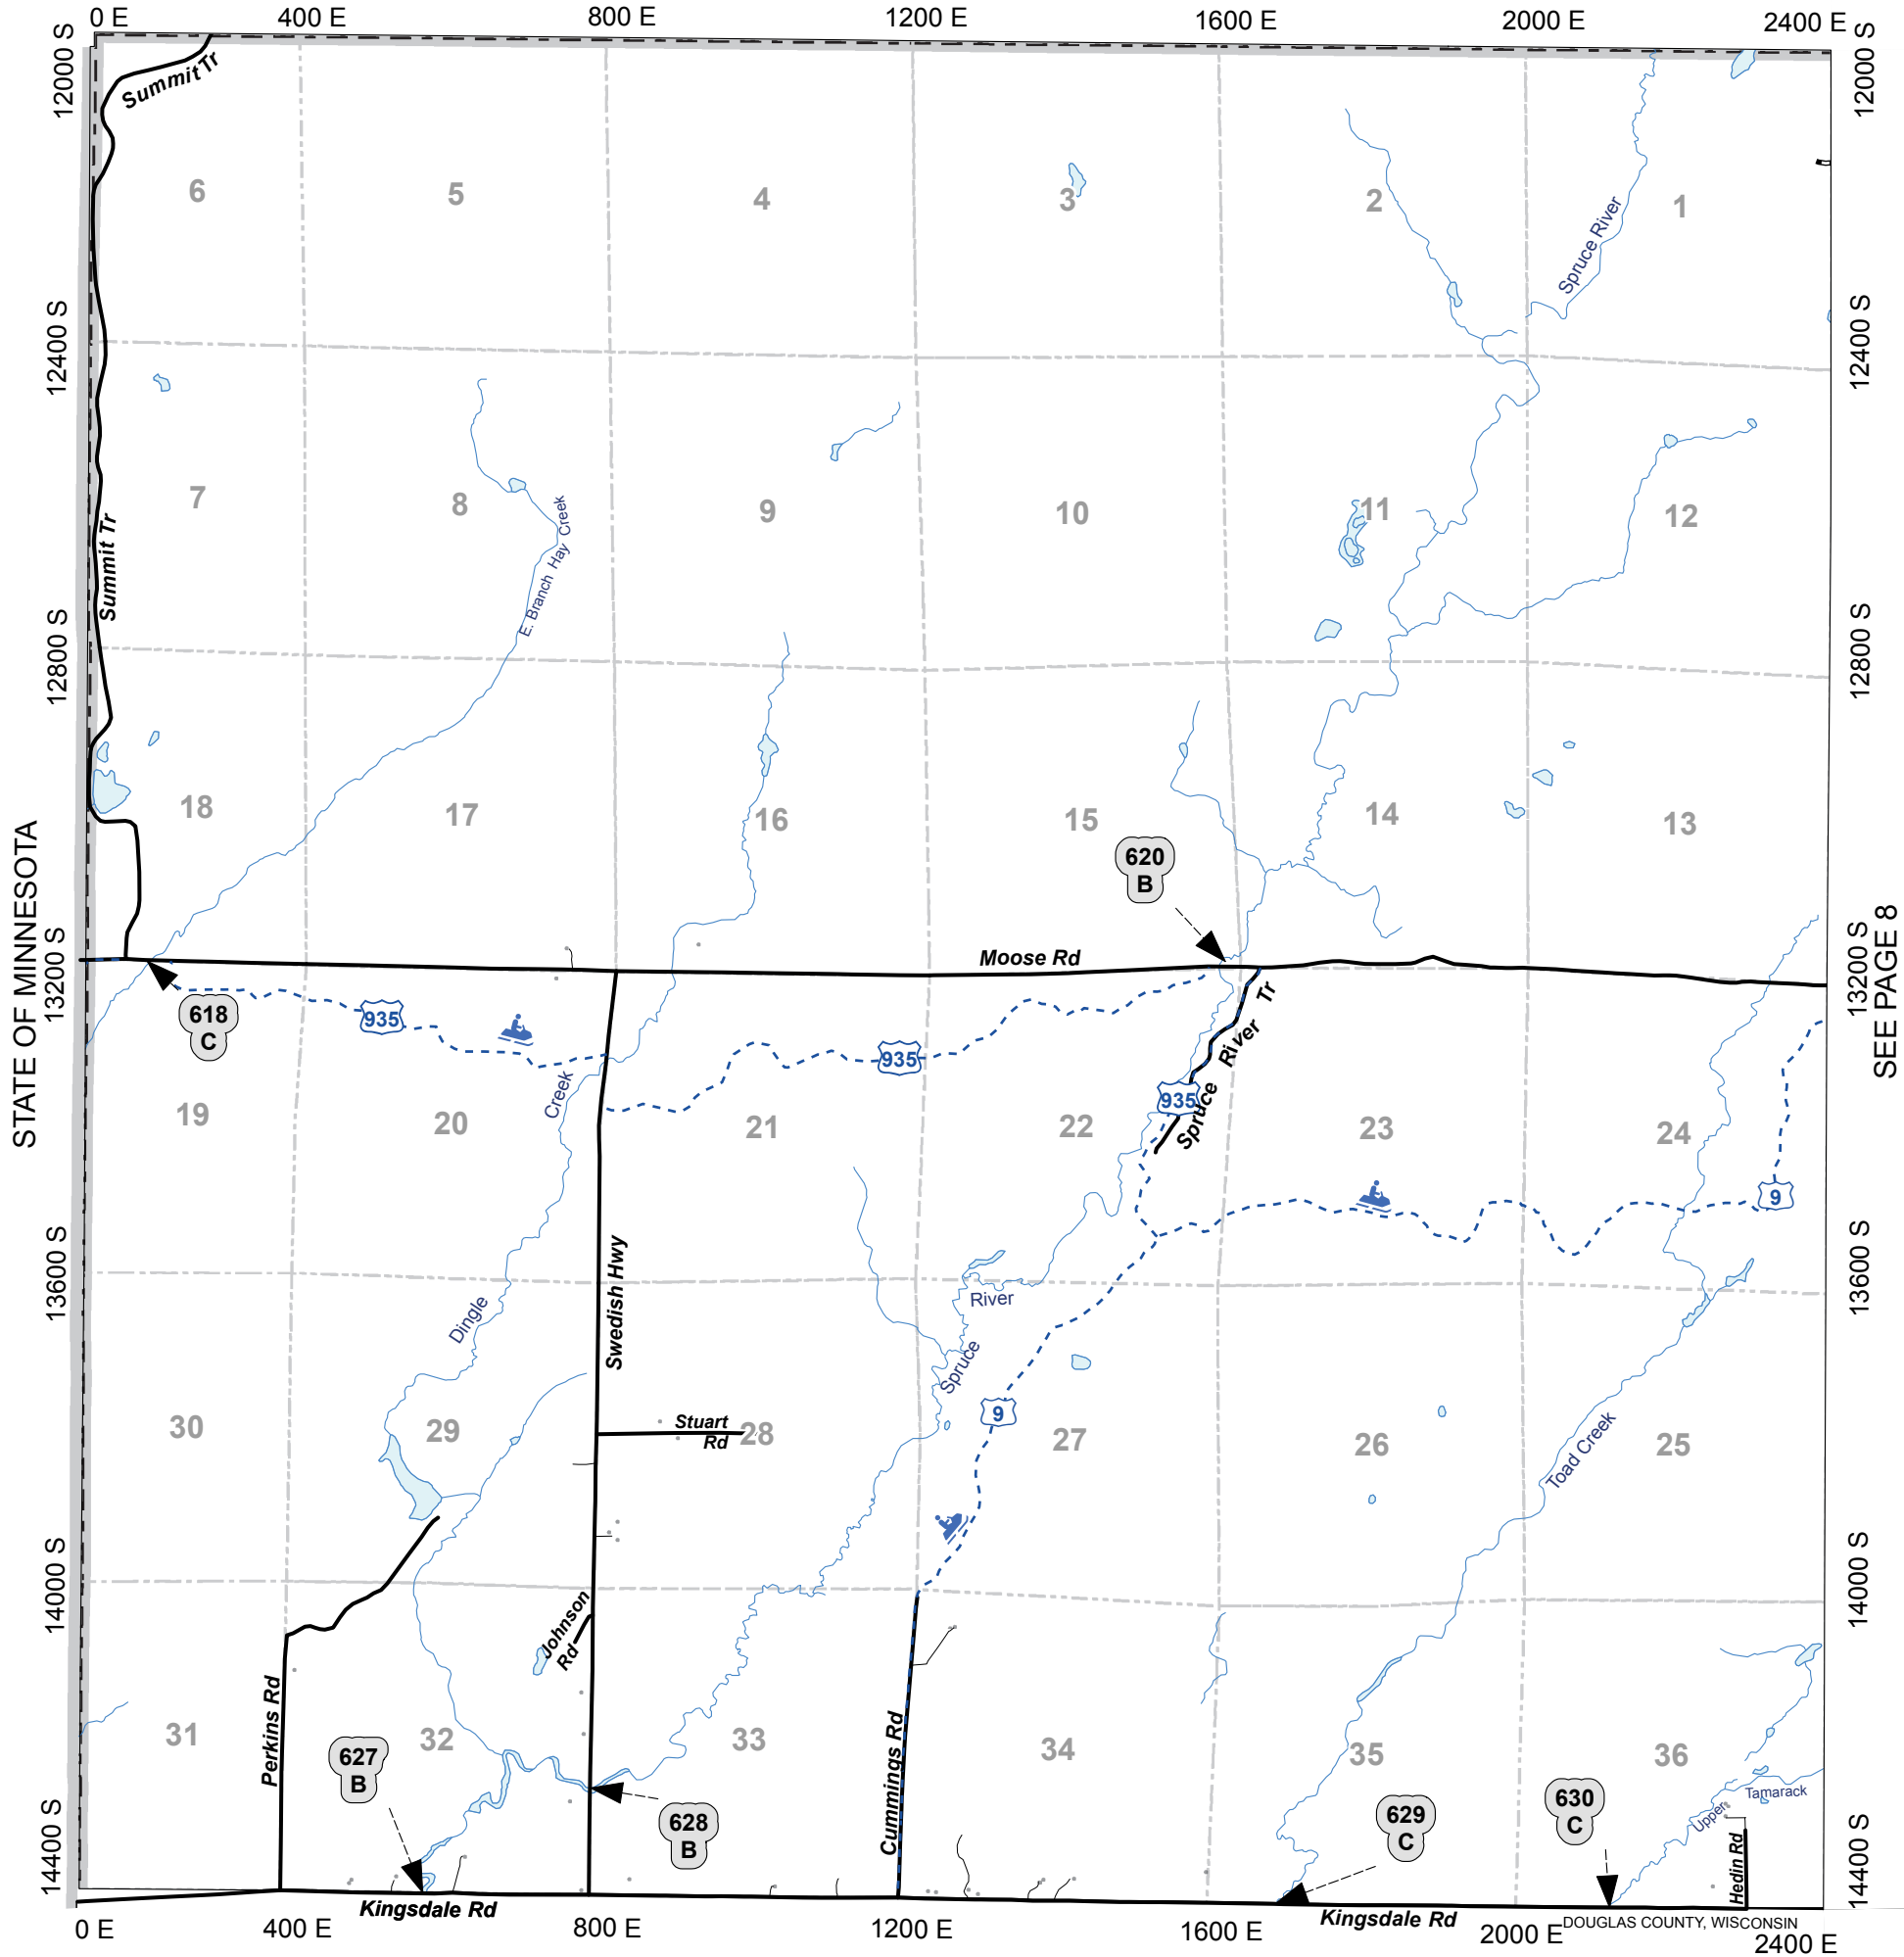 0 E 400 E 800 E 1200 E 1600 E 2000 E 2400 E
12000 S 12000 S
Summit Tr
6 5 4 3 2 1
Spruce River
12400 S 12400 S
7 8 9 10 11 12
Summit Tr
E. Branch Hay Creek
12800 S 12800 S
18 17 16 15 14 13
STATE OF MINNESOTA
SEE PAGE 8
620
B
13200 S 13200 S
Moose Rd
618
C
935
935
935
Spruce River Tr
19 20 21 22 23 24
Dingle Creek
9
13600 S 13600 S
Swedish Hwy
River
Spruce
9
Stuart
Rd
30 29 28 27 26 25
Toad Creek
14000 S 14000 S
Johnson
Rd
Perkins Rd
Cummings Rd
31 32 33 34 35 36
627
B
628
B
629
C
630
C
Upper Tamarack
Hedin Rd
14400 S 14400 S
Kingsdale Rd
Kingsdale Rd
DOUGLAS COUNTY, WISCONSIN
0 E 400 E 800 E 1200 E 1600 E 2000 E 2400 E